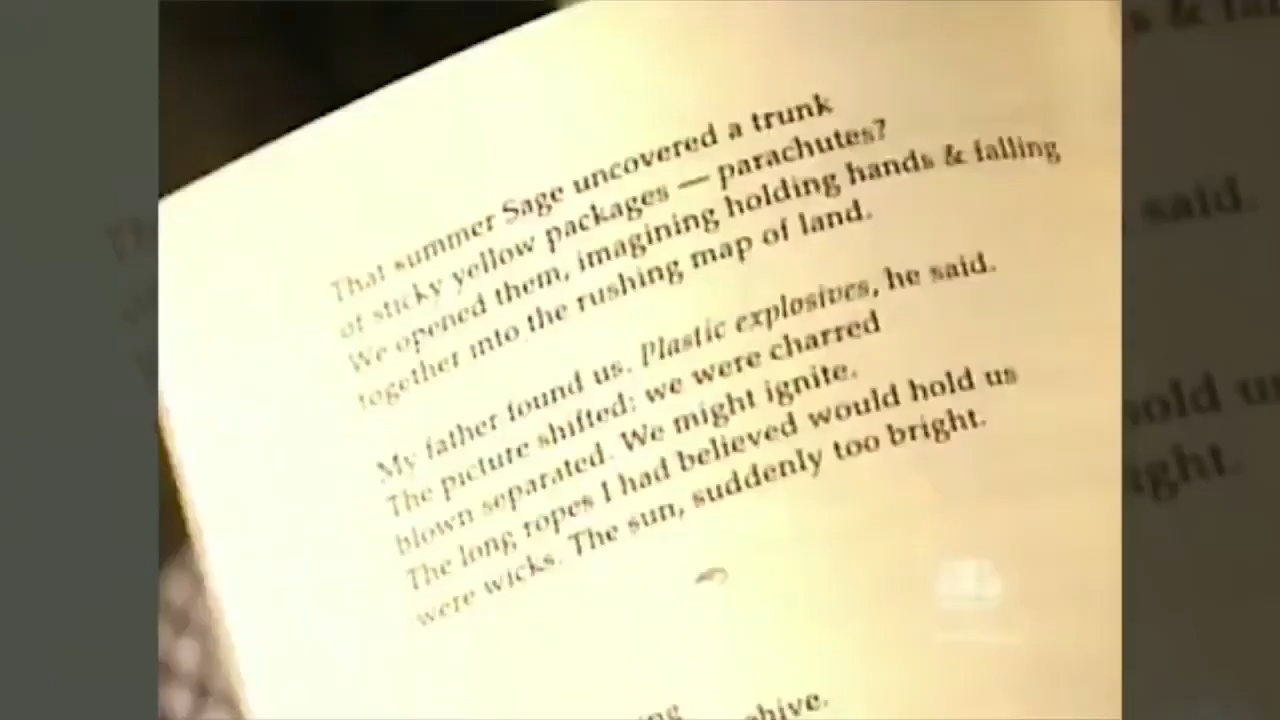 That summer Sage uncovered a trunk
of sticky yellow packages — parachutes?
We opened them, imagining holding hands & falling
together into the rushing map of land.
My father found us. Plastic explosives, he said.
The picture shifted: we were charred
blown separated. We might ignite.
The long ropes I had believed would hold us
were wicks. The sun, suddenly too bright.